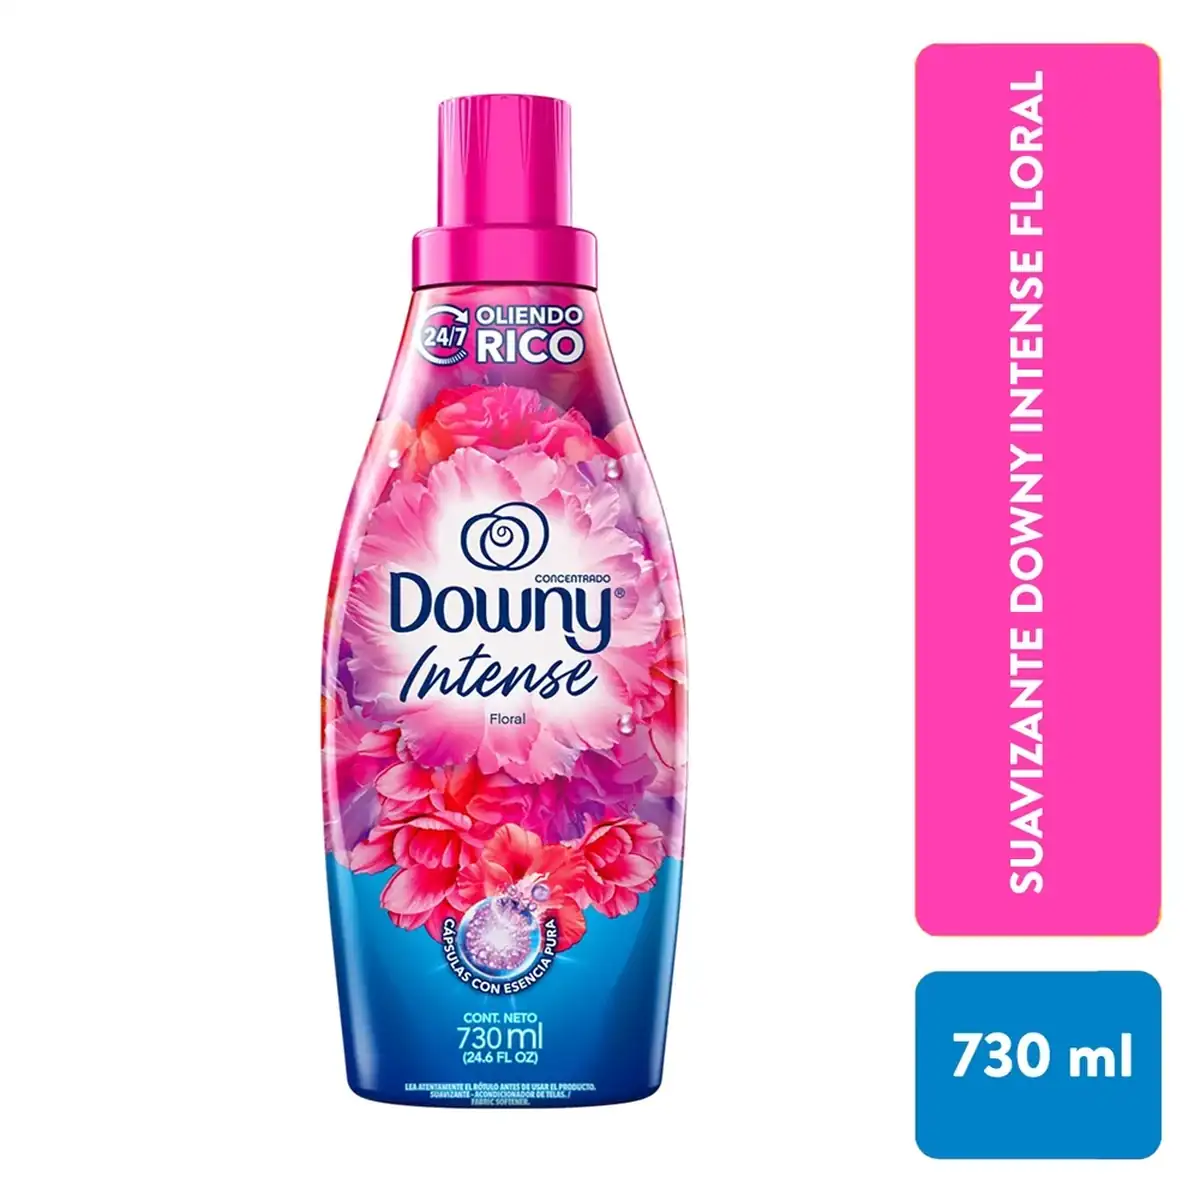 24/7
OLIENDO
RICO
CONCENTRADO
Downy®
Intense
Floral
CÁPSULAS CON ESENCIA PURA
CONT. NETO
730 ml
(24.6 FL OZ)
LEA ATENTAMENTE EL RÓTULO ANTES DE USAR EL PRODUCTO.
SUAVIZANTE - ACONDICIONADOR DE TELAS. /
FABRIC SOFTENER.
SUAVIZANTE DOWNY INTENSE FLORAL
730 ml